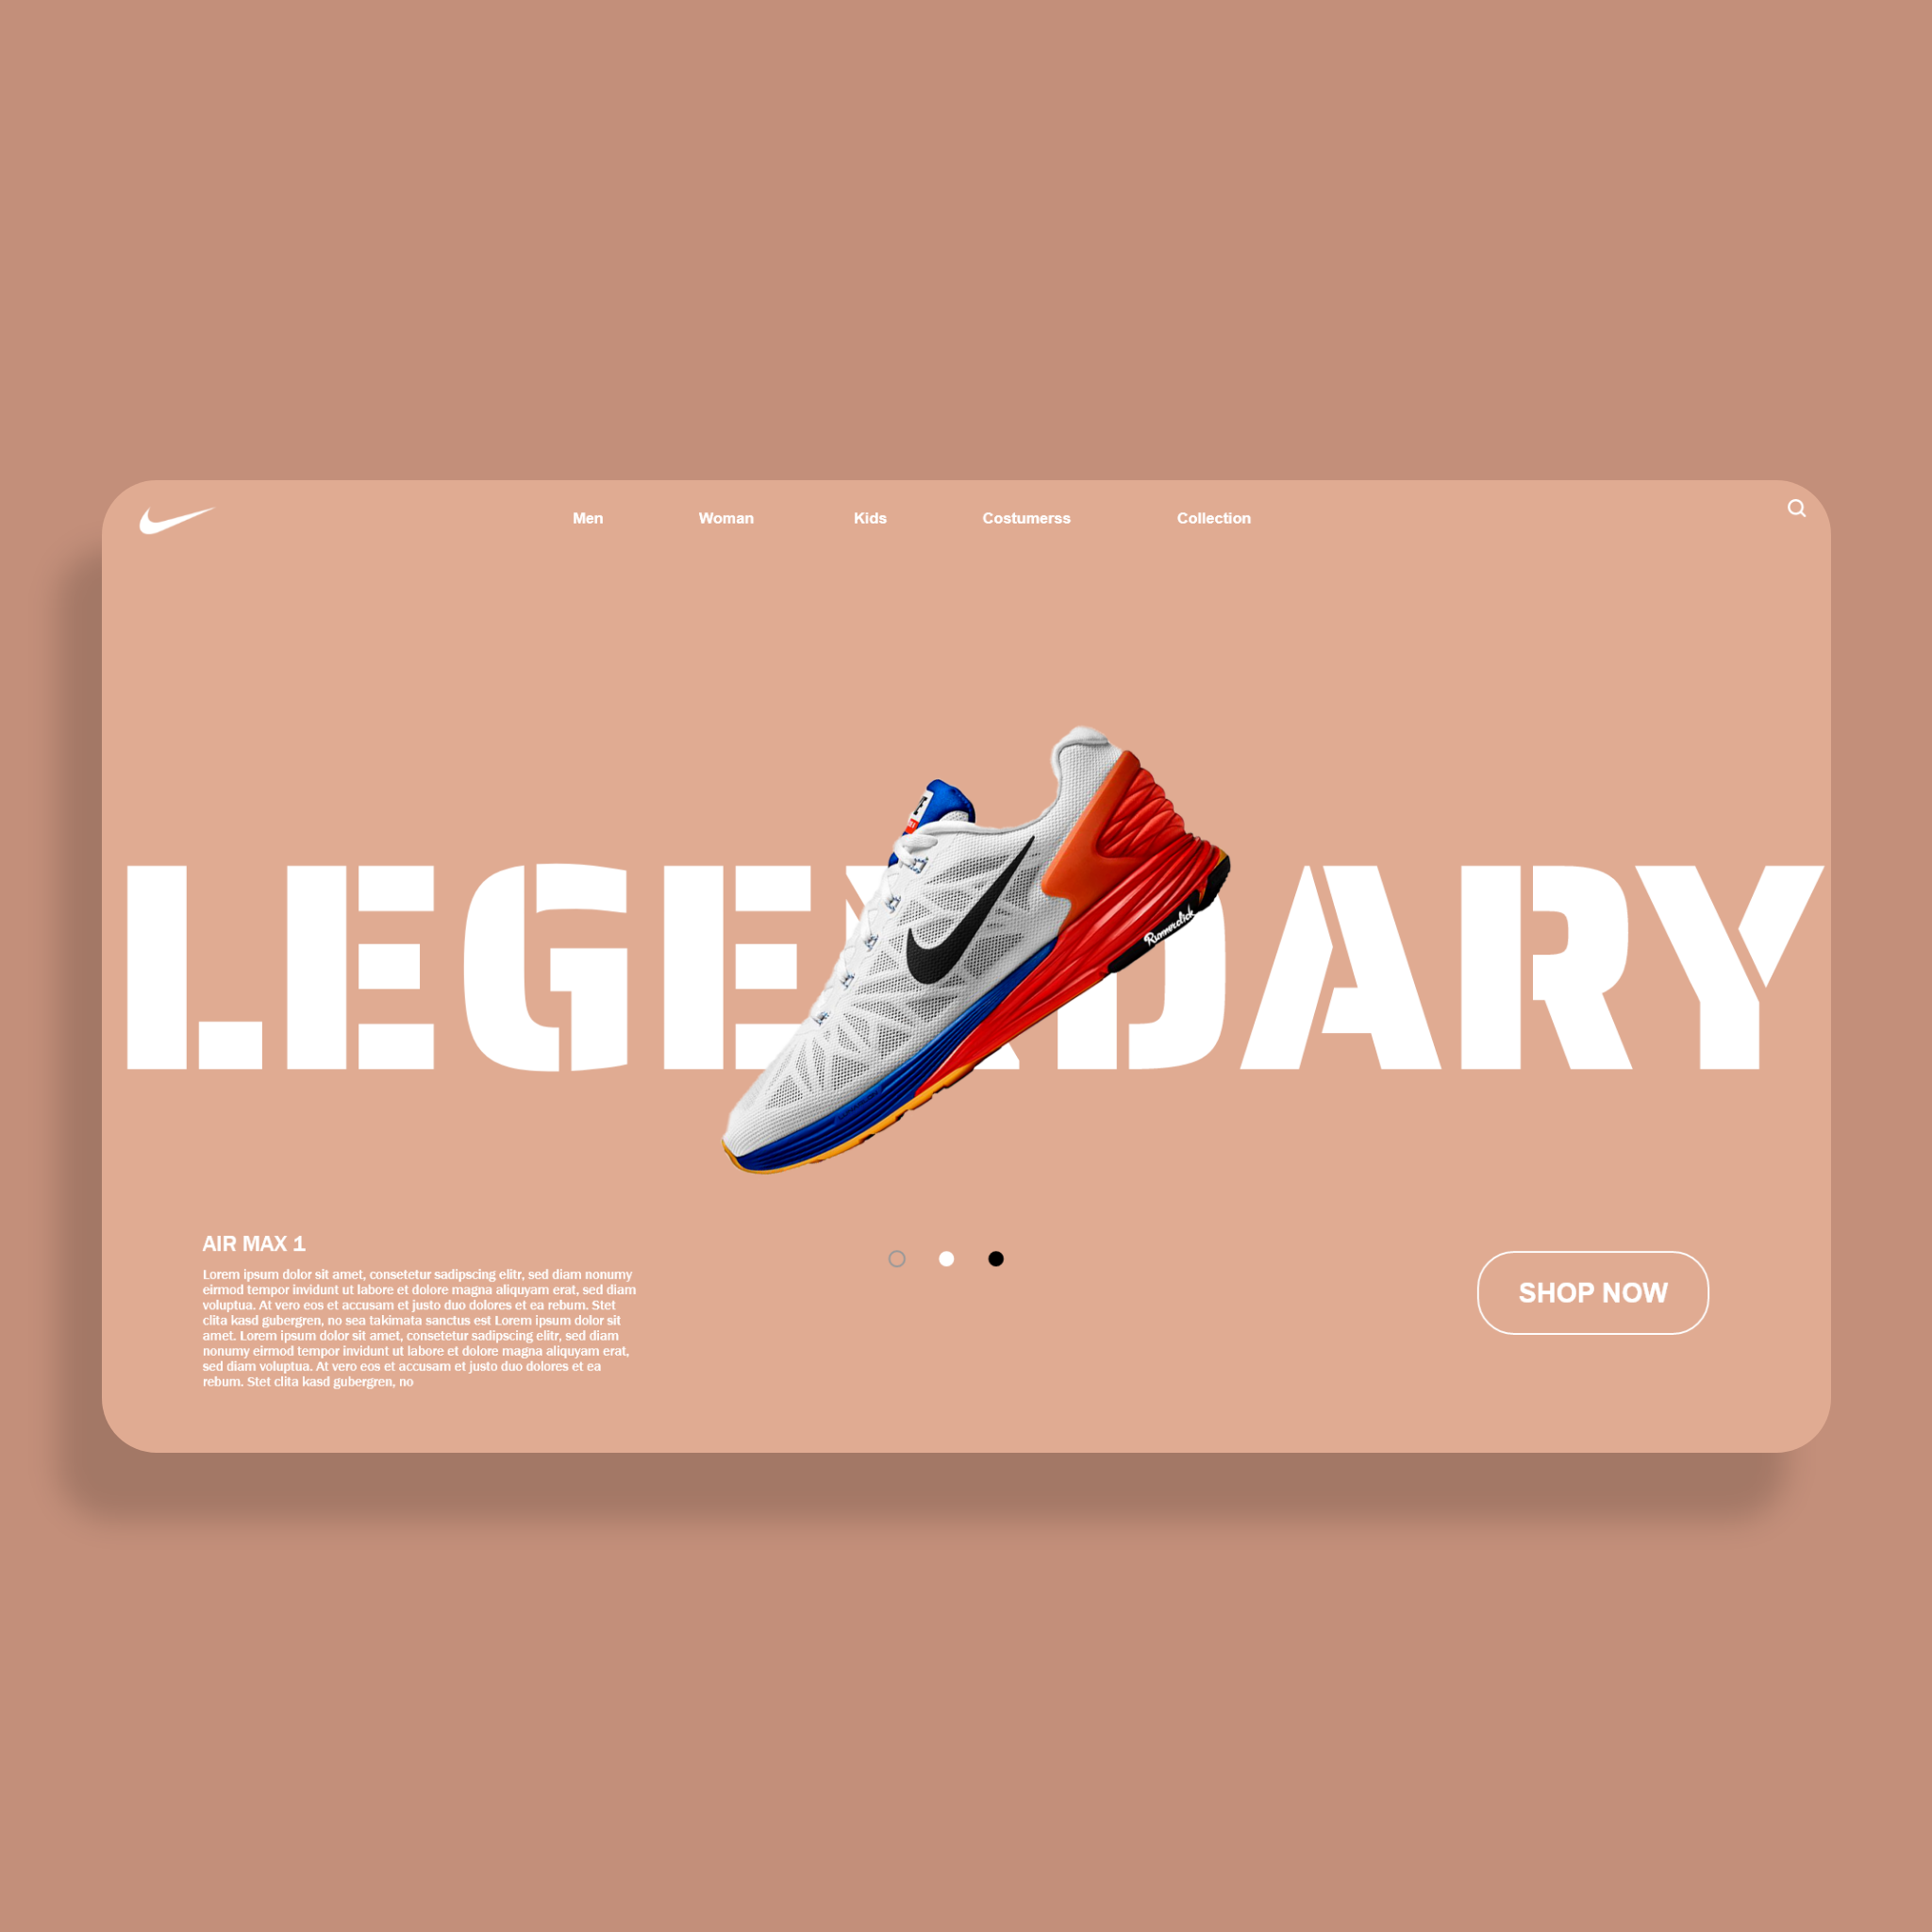 Men Woman Kids Costumerss Collection
LEGENDARY
Runnerclick
AIR MAX 1
Lorem ipsum dolor sit amet, consetetur sadipscing elitr, sed diam nonumy
eirmod tempor invidunt ut labore et dolore magna aliquyam erat, sed diam
voluptua. At vero eos et accusam et justo duo dolores et ea rebum. Stet
clita kasd gubergren, no sea takimata sanctus est Lorem ipsum dolor sit
amet. Lorem ipsum dolor sit amet, consetetur sadipscing elitr, sed diam
nonumy eirmod tempor invidunt ut labore et dolore magna aliquyam erat,
sed diam voluptua. At vero eos et accusam et justo duo dolores et ea
rebum. Stet clita kasd gubergren, no
SHOP NOW